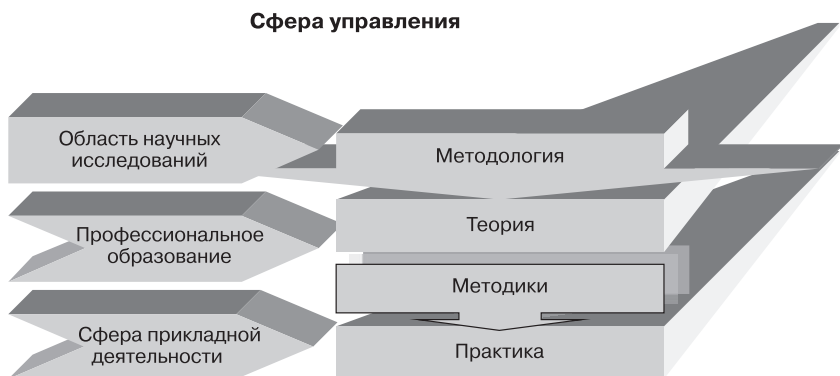 Сфера управления
Область научных
исследований
Методология
Профессиональное
образование
Теория
Методики
Сфера прикладной
деятельности
Практика